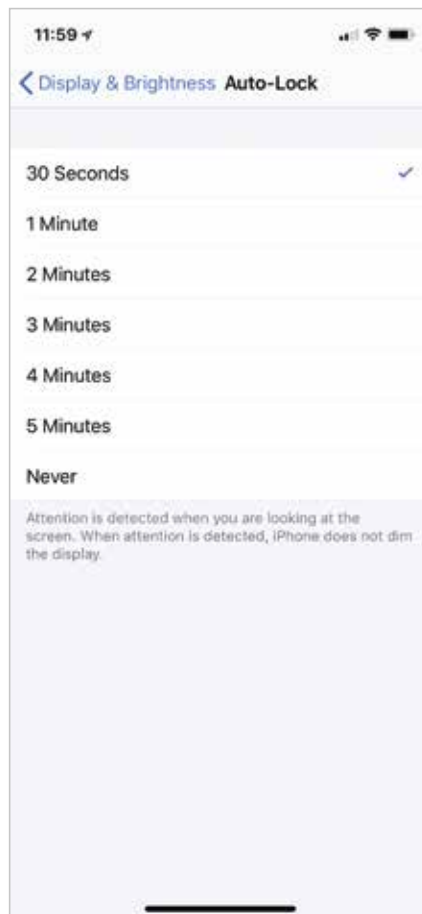 11:59
Display & Brightness Auto-Lock
30 Seconds
1 Minute
2 Minutes
3 Minutes
4 Minutes
5 Minutes
Never
Attention is detected when you are looking at the
screen. When attention is detected, iPhone does not dim
the display.